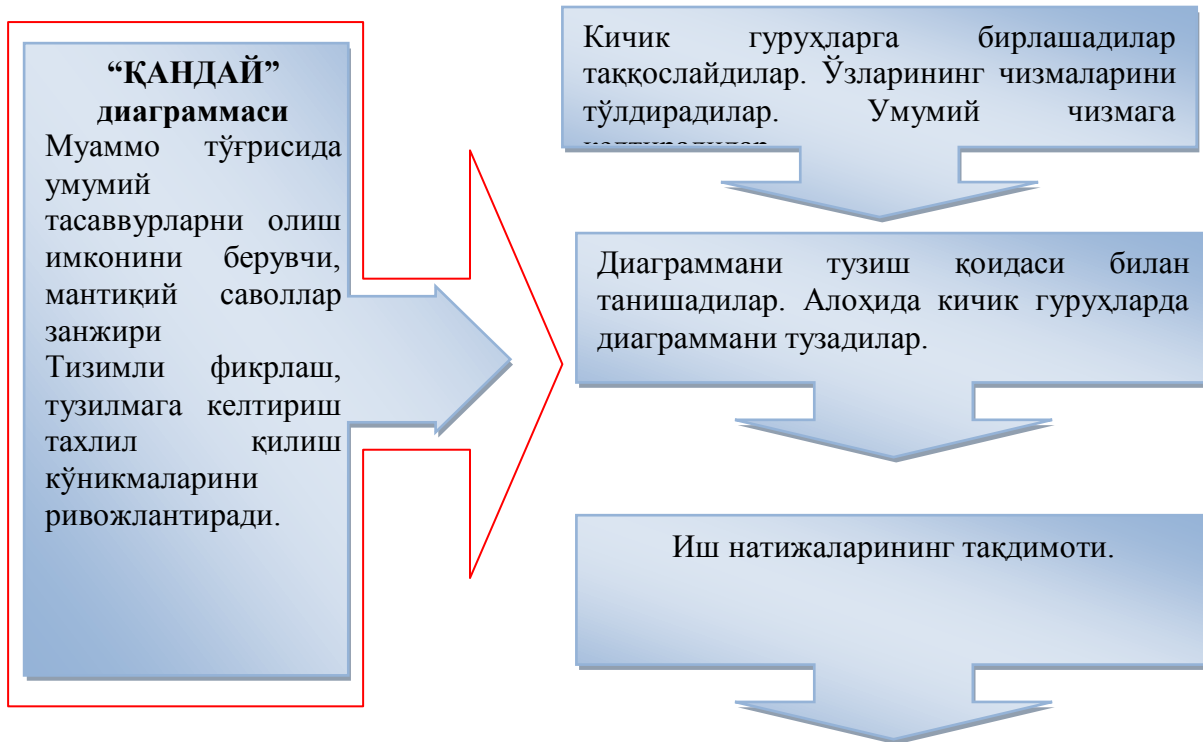 “ҚАНДАЙ”
диаграммаси
Муаммо тўғрисида
умумий
тасаввурларни олиш
имконини берувчи,
мантиқий саволлар
занжири
Тизимли фикрлаш,
тузилмага келтириш
тахлил қилиш
кўникмаларини
ривожлантиради.
Кичик гуруҳларга бирлашадилар
таққослайдилар. Ўзларининг чизмаларини
тўлдирадилар. Умумий чизмага
Диаграммани тузиш қоидаси билан
танишадилар. Алоҳида кичик гуруҳларда
диаграммани тузадилар.
Иш натижаларининг тақдимоти.